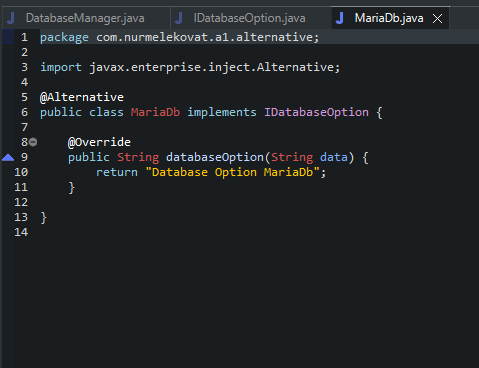 DatabaseManager.java IDatabaseOption.java MariaDb.java
1 package com.nurmelekovat.a1.alternative;
2
3 import javax.enterprise.inject.Alternative;
4
5 @Alternative
6 public class MariaDb implements IDatabaseOption {
7
8 @Override
9 public String databaseOption(String data) {
10 return "Database Option MariaDb";
11 }
12
13 }
14